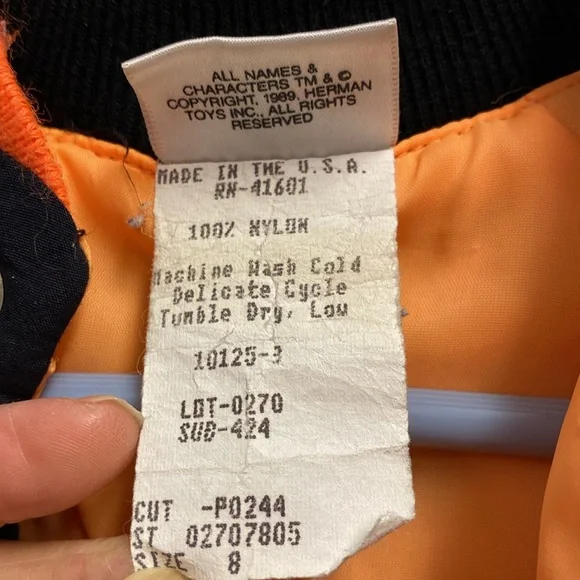 ALL NAMES &
CHARACTERS TM & ©
COPYRIGHT, 1989, HERMAN
TOYS INC., ALL RIGHTS
RESERVED
MADE IN THE U.S.A.
RN-41601
100% NYLON
Machine Wash Cold
Delicate Cycle
Tumble Dry, Low
10125-3
LOT-0270
SUB-424
CUT -P0244
ST 02707805
SIZE 8